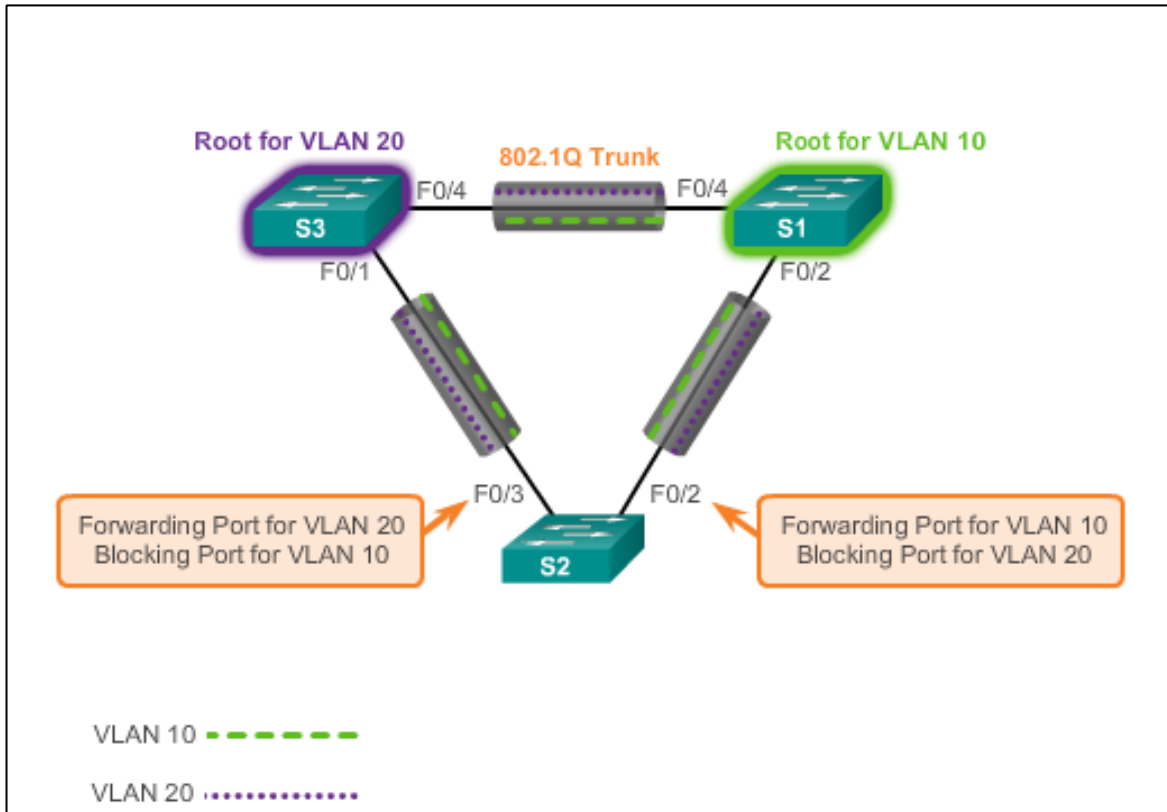 Root for VLAN 20
Root for VLAN 10
802.1Q Trunk
F0/4
F0/4
S3
S1
F0/1
F0/2
F0/3
F0/2
Forwarding Port for VLAN 20
Blocking Port for VLAN 10
Forwarding Port for VLAN 10
Blocking Port for VLAN 20
S2
VLAN 10
VLAN 20